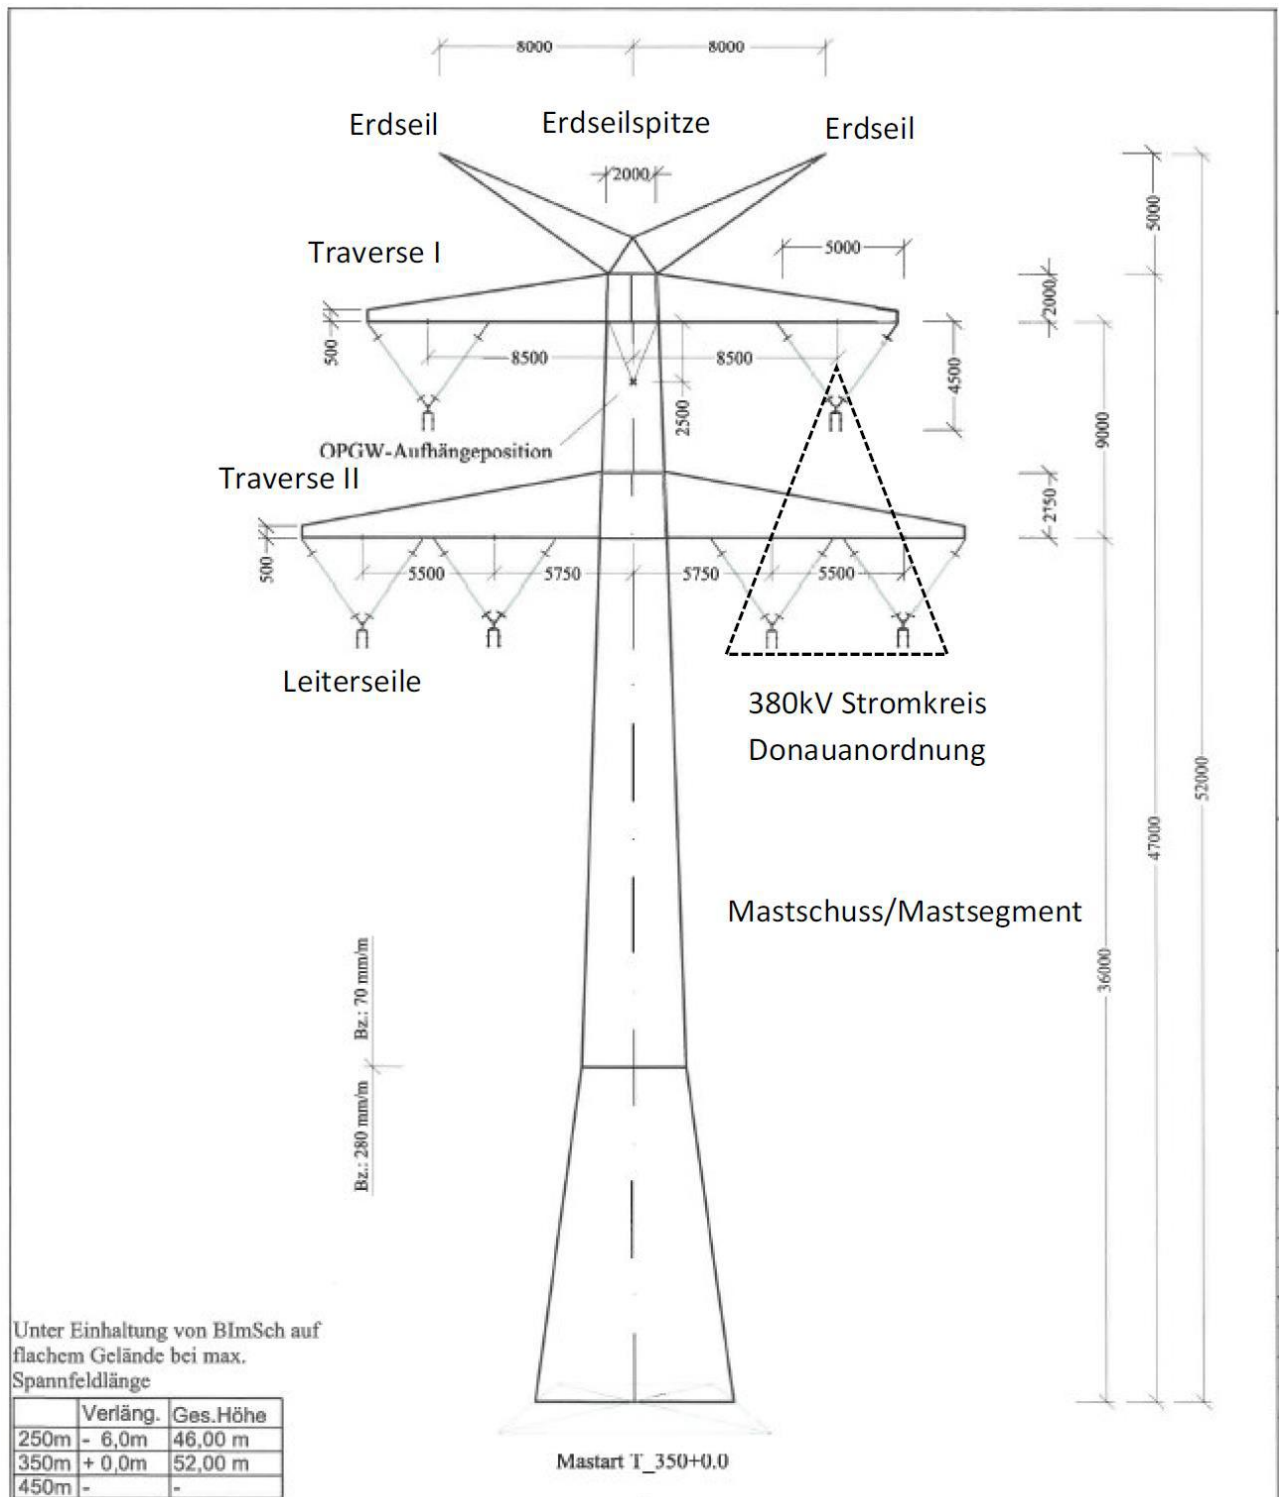 8000 8000
Erdseil Erdseilspitze Erdseil
2000
5000
Traverse I
5000
2000
500
8500 8500
4500
2500
9000
OPGW-Aufhängeposition
Traverse II
2750
500
5500 5750 5750 5500
Leiterseile
380kV Stromkreis
Donauanordnung
52000
47000
Mastschuss/Mastsegment
36000
Bz.: 70 mm/m
Bz.: 280 mm/m
Unter Einhaltung von BImSch auf
flachem Gelände bei max.
Spannfeldlänge
Verläng. Ges.Höhe
250m - 6,0m 46,00 m
350m + 0,0m 52,00 m
450m - -
Mastart T_350+0.0